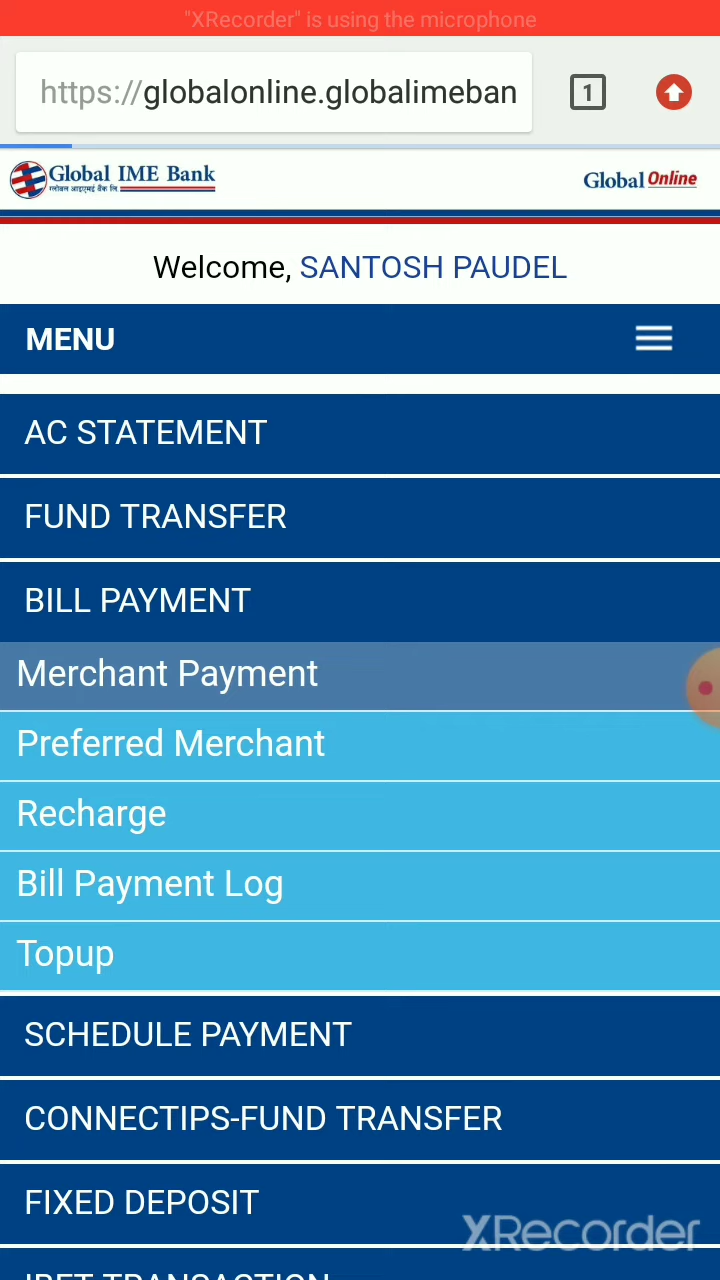 "XRecorder" is using the microphone
https://globalonline.globalimeban
1
Global IME Bank
ग्लोबल आइएमई बैंक लि
Global Online
Welcome, SANTOSH PAUDEL
MENU
AC STATEMENT
FUND TRANSFER
BILL PAYMENT
Merchant Payment
Preferred Merchant
Recharge
Bill Payment Log
Topup
SCHEDULE PAYMENT
CONNECTIPS-FUND TRANSFER
FIXED DEPOSIT
XRecorder